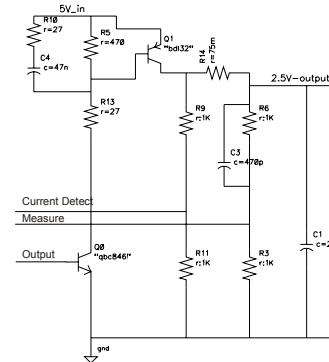 5V_in
R10
r=27
R5
r=470
Q1
"bd132"
R14
r=75m
C4
c=47n
2.5V-output
R9
r:1K
R6
r:1K
R13
r=27
C3
c=470p
Current Detect
Measure
Output
Q0
"qbc846!"
R11
r:1K
R3
r:1K
C1
c=2
gnd